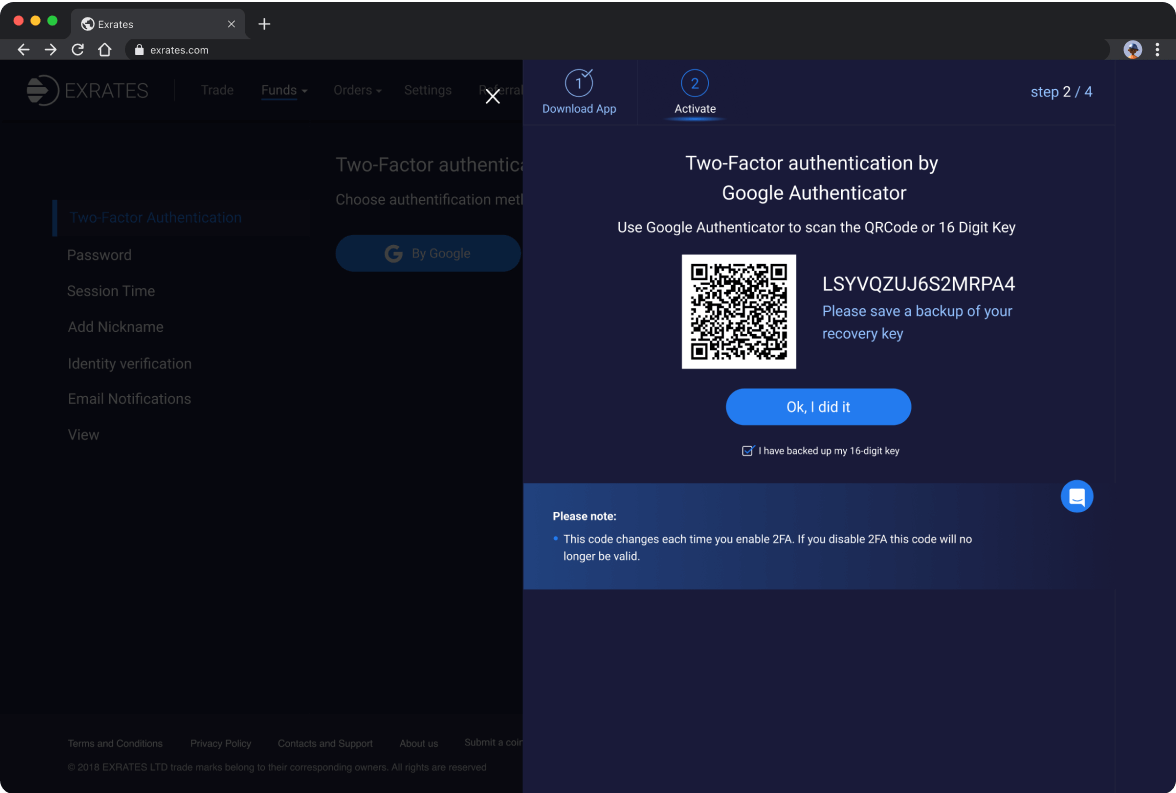 Exrates
exrates.com
EXRATES
Trade
Funds
Orders
Settings
Referral
Two-Factor authentica
Choose authentification met
By Google
Two-Factor Authentication
Password
Session Time
Add Nickname
Identity verification
Email Notifications
View
1
Download App
2
Activate
step 2 / 4
Two-Factor authentication by
Google Authenticator
Use Google Authenticator to scan the QRCode or 16 Digit Key
LSYVQZUJ6S2MRPA4
Please save a backup of your
recovery key
Ok, I did it
I have backed up my 16-digit key
Please note:
This code changes each time you enable 2FA. If you disable 2FA this code will no
longer be valid.
Terms and Conditions
Privacy Policy
Contacts and Support
About us
Submit a coin
© 2018 EXRATES LTD trade marks belong to their corresponding owners. All rights are reserved